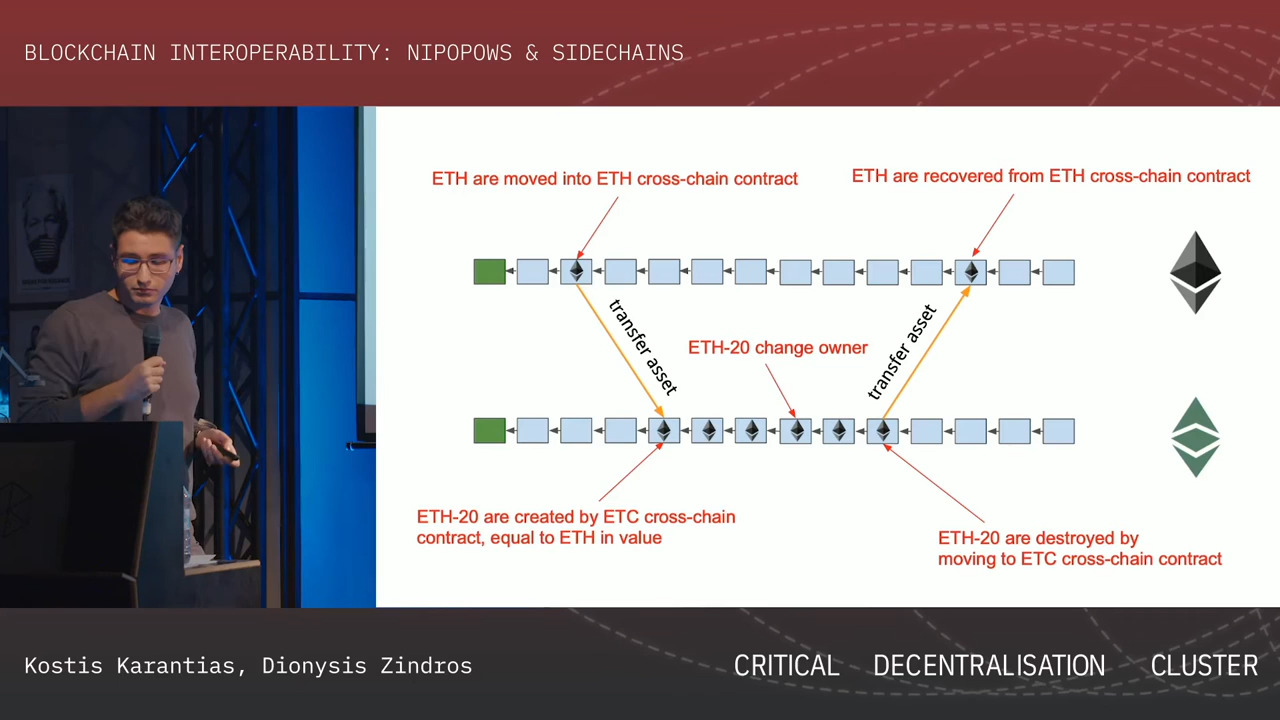 BLOCKCHAIN INTEROPERABILITY: NIPOPOWS & SIDECHAINS
ETH are moved into ETH cross-chain contract
ETH are recovered from ETH cross-chain contract
transfer asset
ETH-20 change owner
transfer asset
ETH-20 are created by ETC cross-chain
contract, equal to ETH in value
ETH-20 are destroyed by
moving to ETC cross-chain contract
Kostis Karantias, Dionysis Zindros
CRITICAL DECENTRALISATION CLUSTER